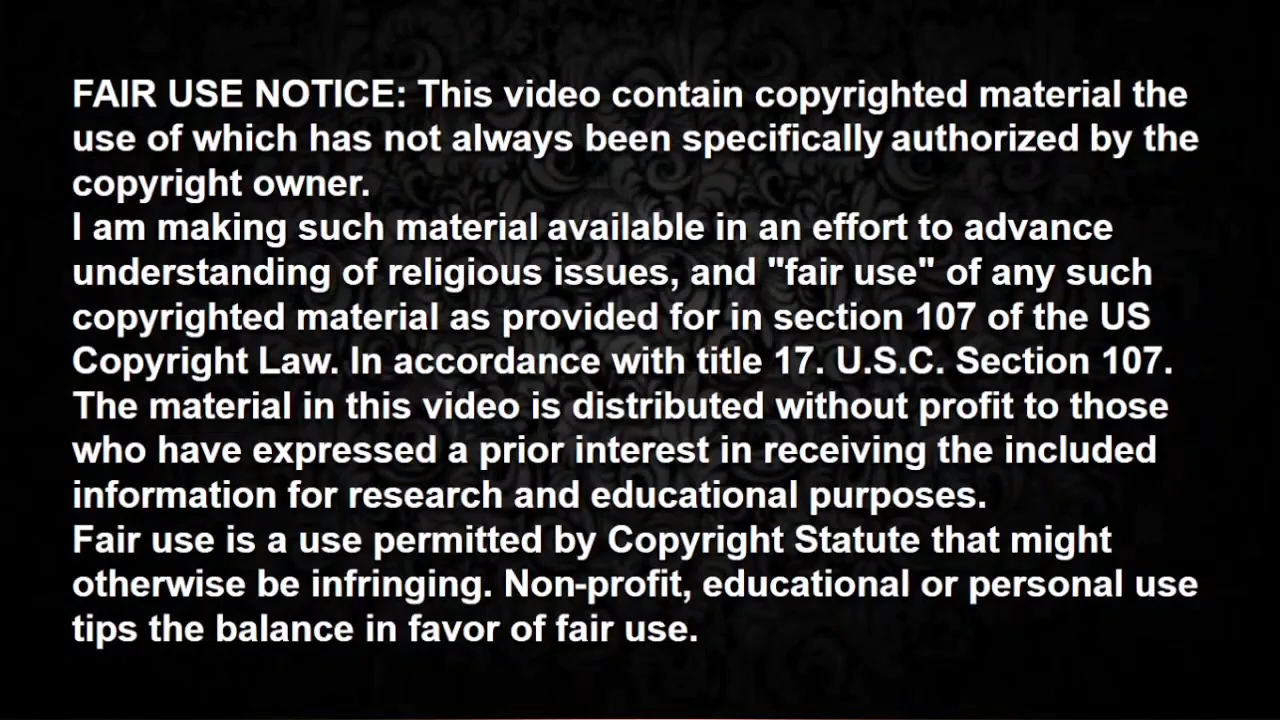 FAIR USE NOTICE: This video contain copyrighted material the
use of which has not always been specifically authorized by the
copyright owner.
I am making such material available in an effort to advance
understanding of religious issues, and "fair use" of any such
copyrighted material as provided for in section 107 of the US
Copyright Law. In accordance with title 17. U.S.C. Section 107.
The material in this video is distributed without profit to those
who have expressed a prior interest in receiving the included
information for research and educational purposes.
Fair use is a use permitted by Copyright Statute that might
otherwise be infringing. Non-profit, educational or personal use
tips the balance in favor of fair use.